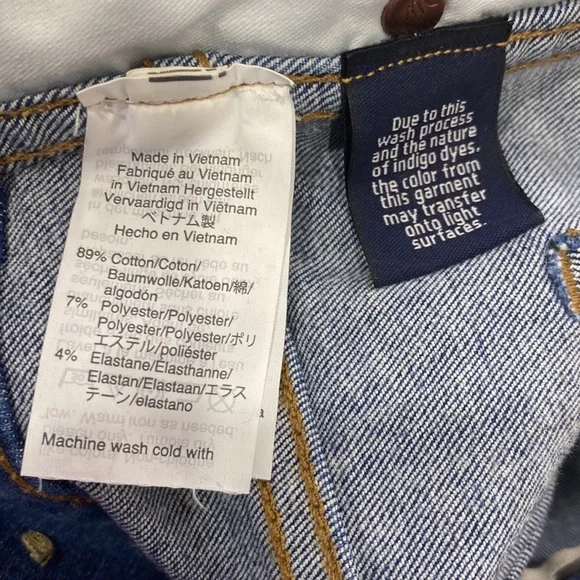 Made in Vietnam
Fabriqué au Vietnam
in Vietnam Hergestellt
Vervaardigd in Viëtnam
ベトナム製
Hecho en Vietnam
89% Cotton/Coton/
Baumwolle/Katoen/綿/
algodón
7% Polyester/Polyester/
Polyester/Polyester/ポリ
エステル/poliéster
4% Elastane/Élasthanne/
Elastan/Elastaan/エラス
テーン/elastano
Machine wash cold with
Due to this
wash process
and the nature
of indigo dyes,
the color from
this garment
may transfer
onto light
surfaces.